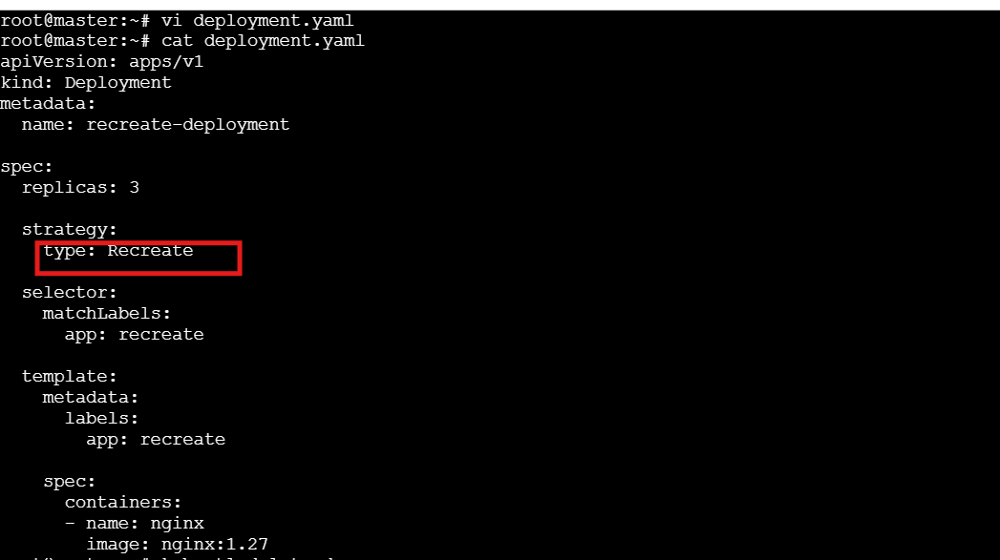 root@master:~# vi deployment.yaml
root@master:~# cat deployment.yaml
apiVersion: apps/v1
kind: Deployment
metadata:
  name: recreate-deployment
spec:
  replicas: 3
  strategy:
    type: Recreate
  selector:
    matchLabels:
      app: recreate
  template:
    metadata:
      labels:
        app: recreate
    spec:
      containers:
      - name: nginx
        image: nginx:1.27